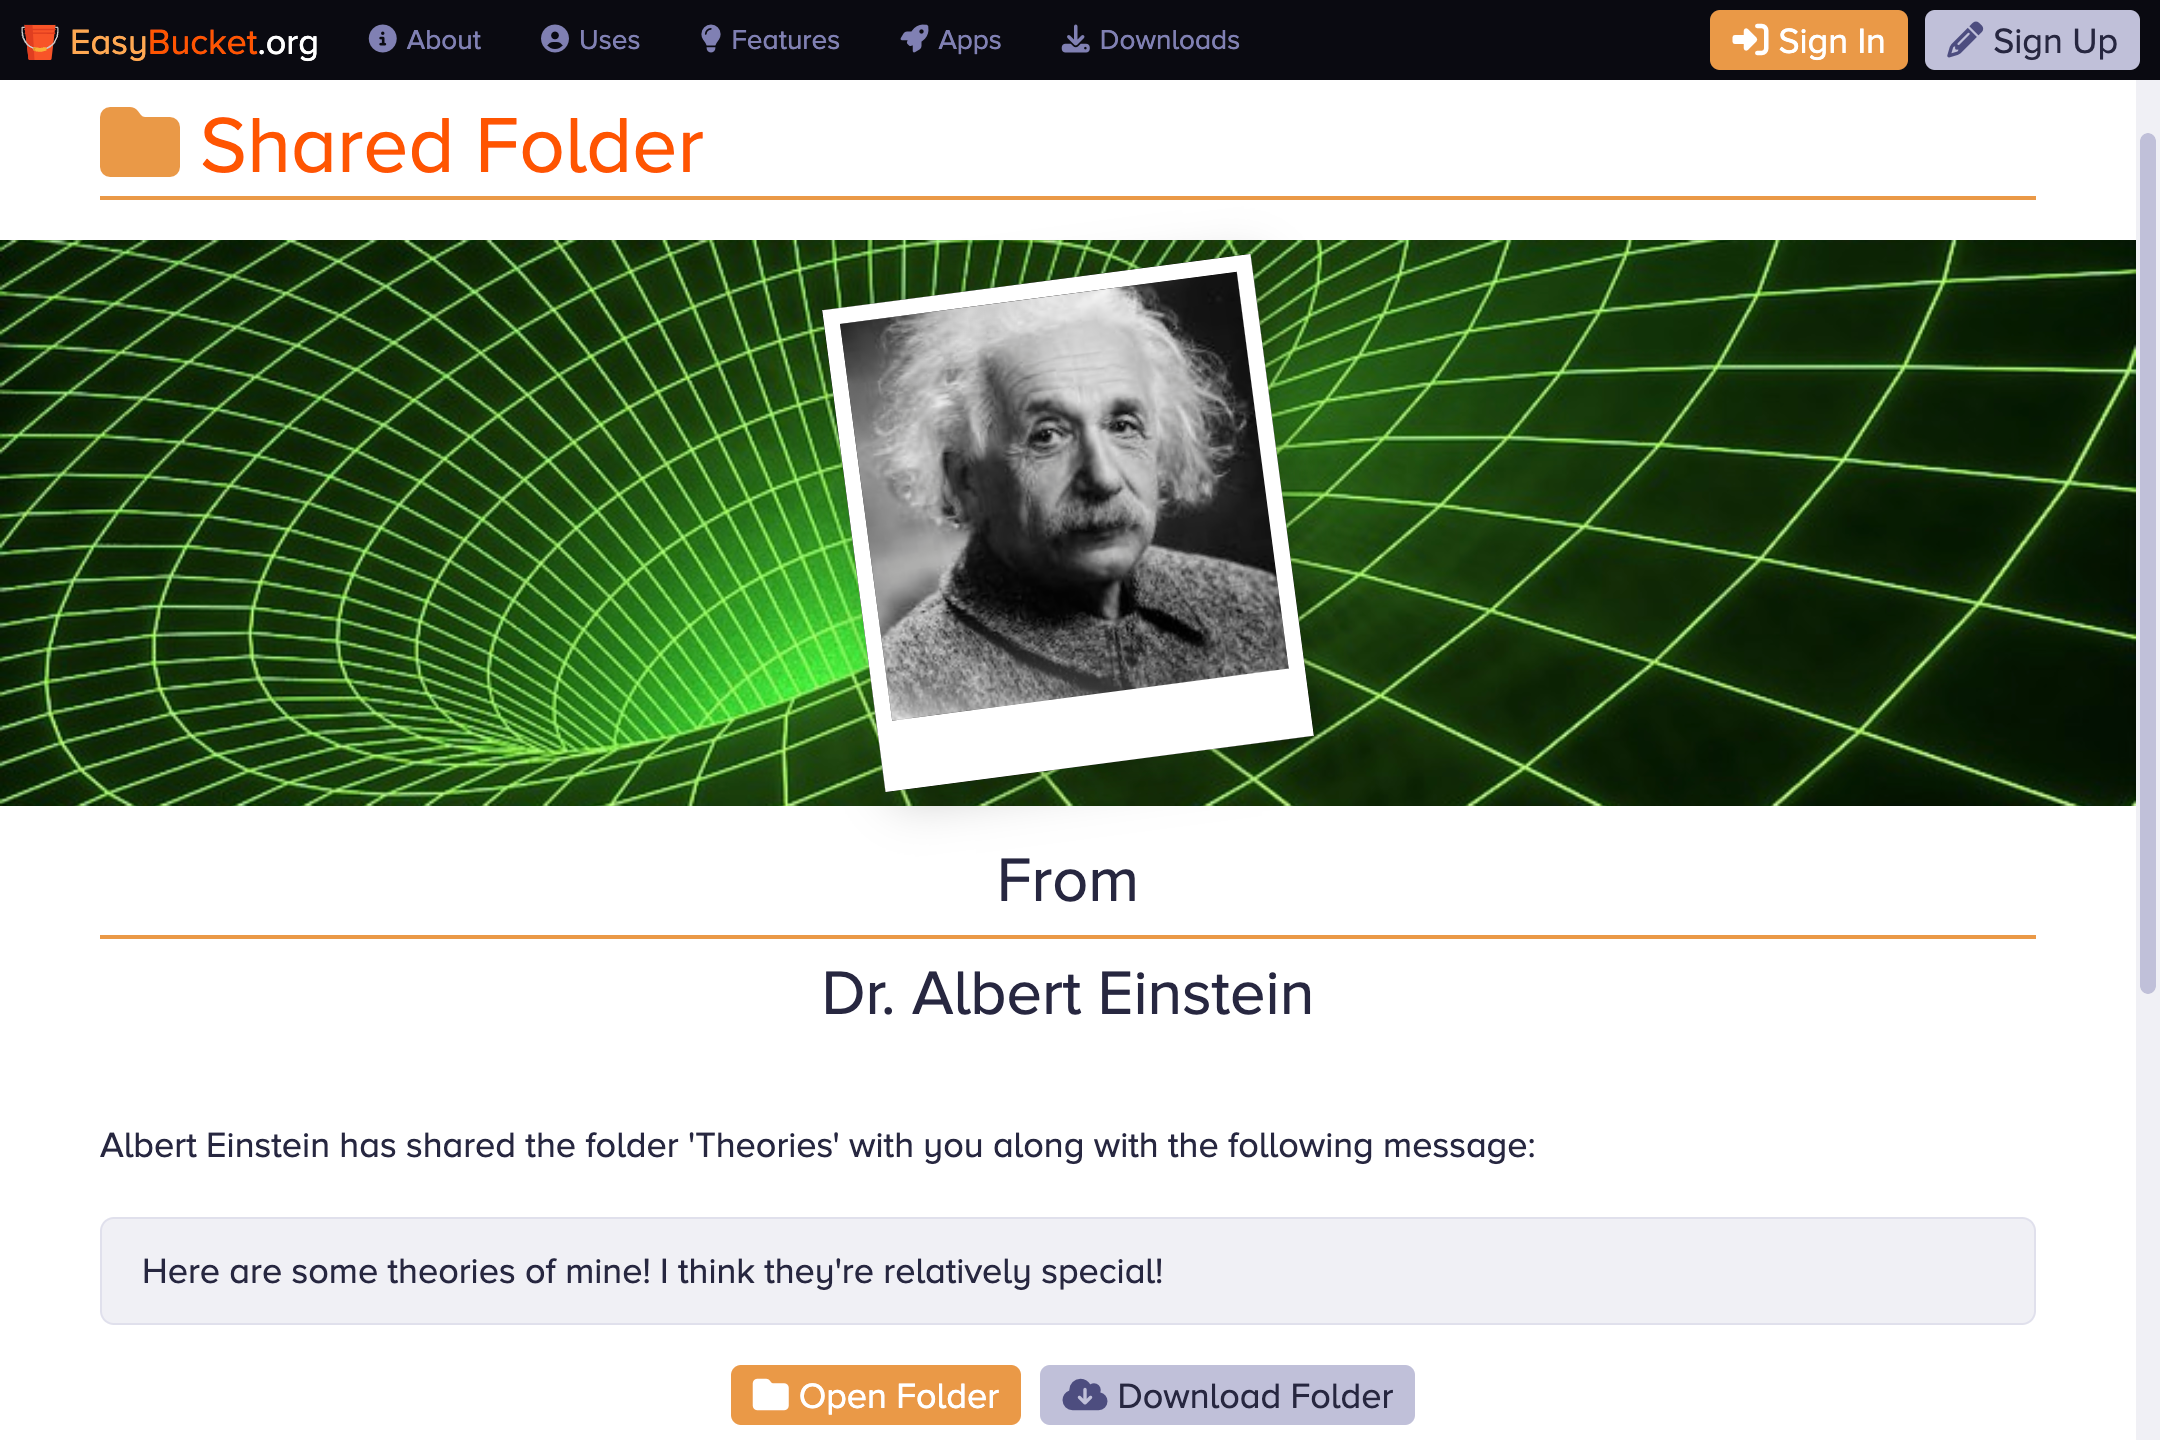 EasyBucket.org
About
Uses
Features
Apps
Downloads
Sign In
Sign Up
Shared Folder
From
Dr. Albert Einstein
Albert Einstein has shared the folder 'Theories' with you along with the following message:
Here are some theories of mine! I think they're relatively special!
Open Folder
Download Folder